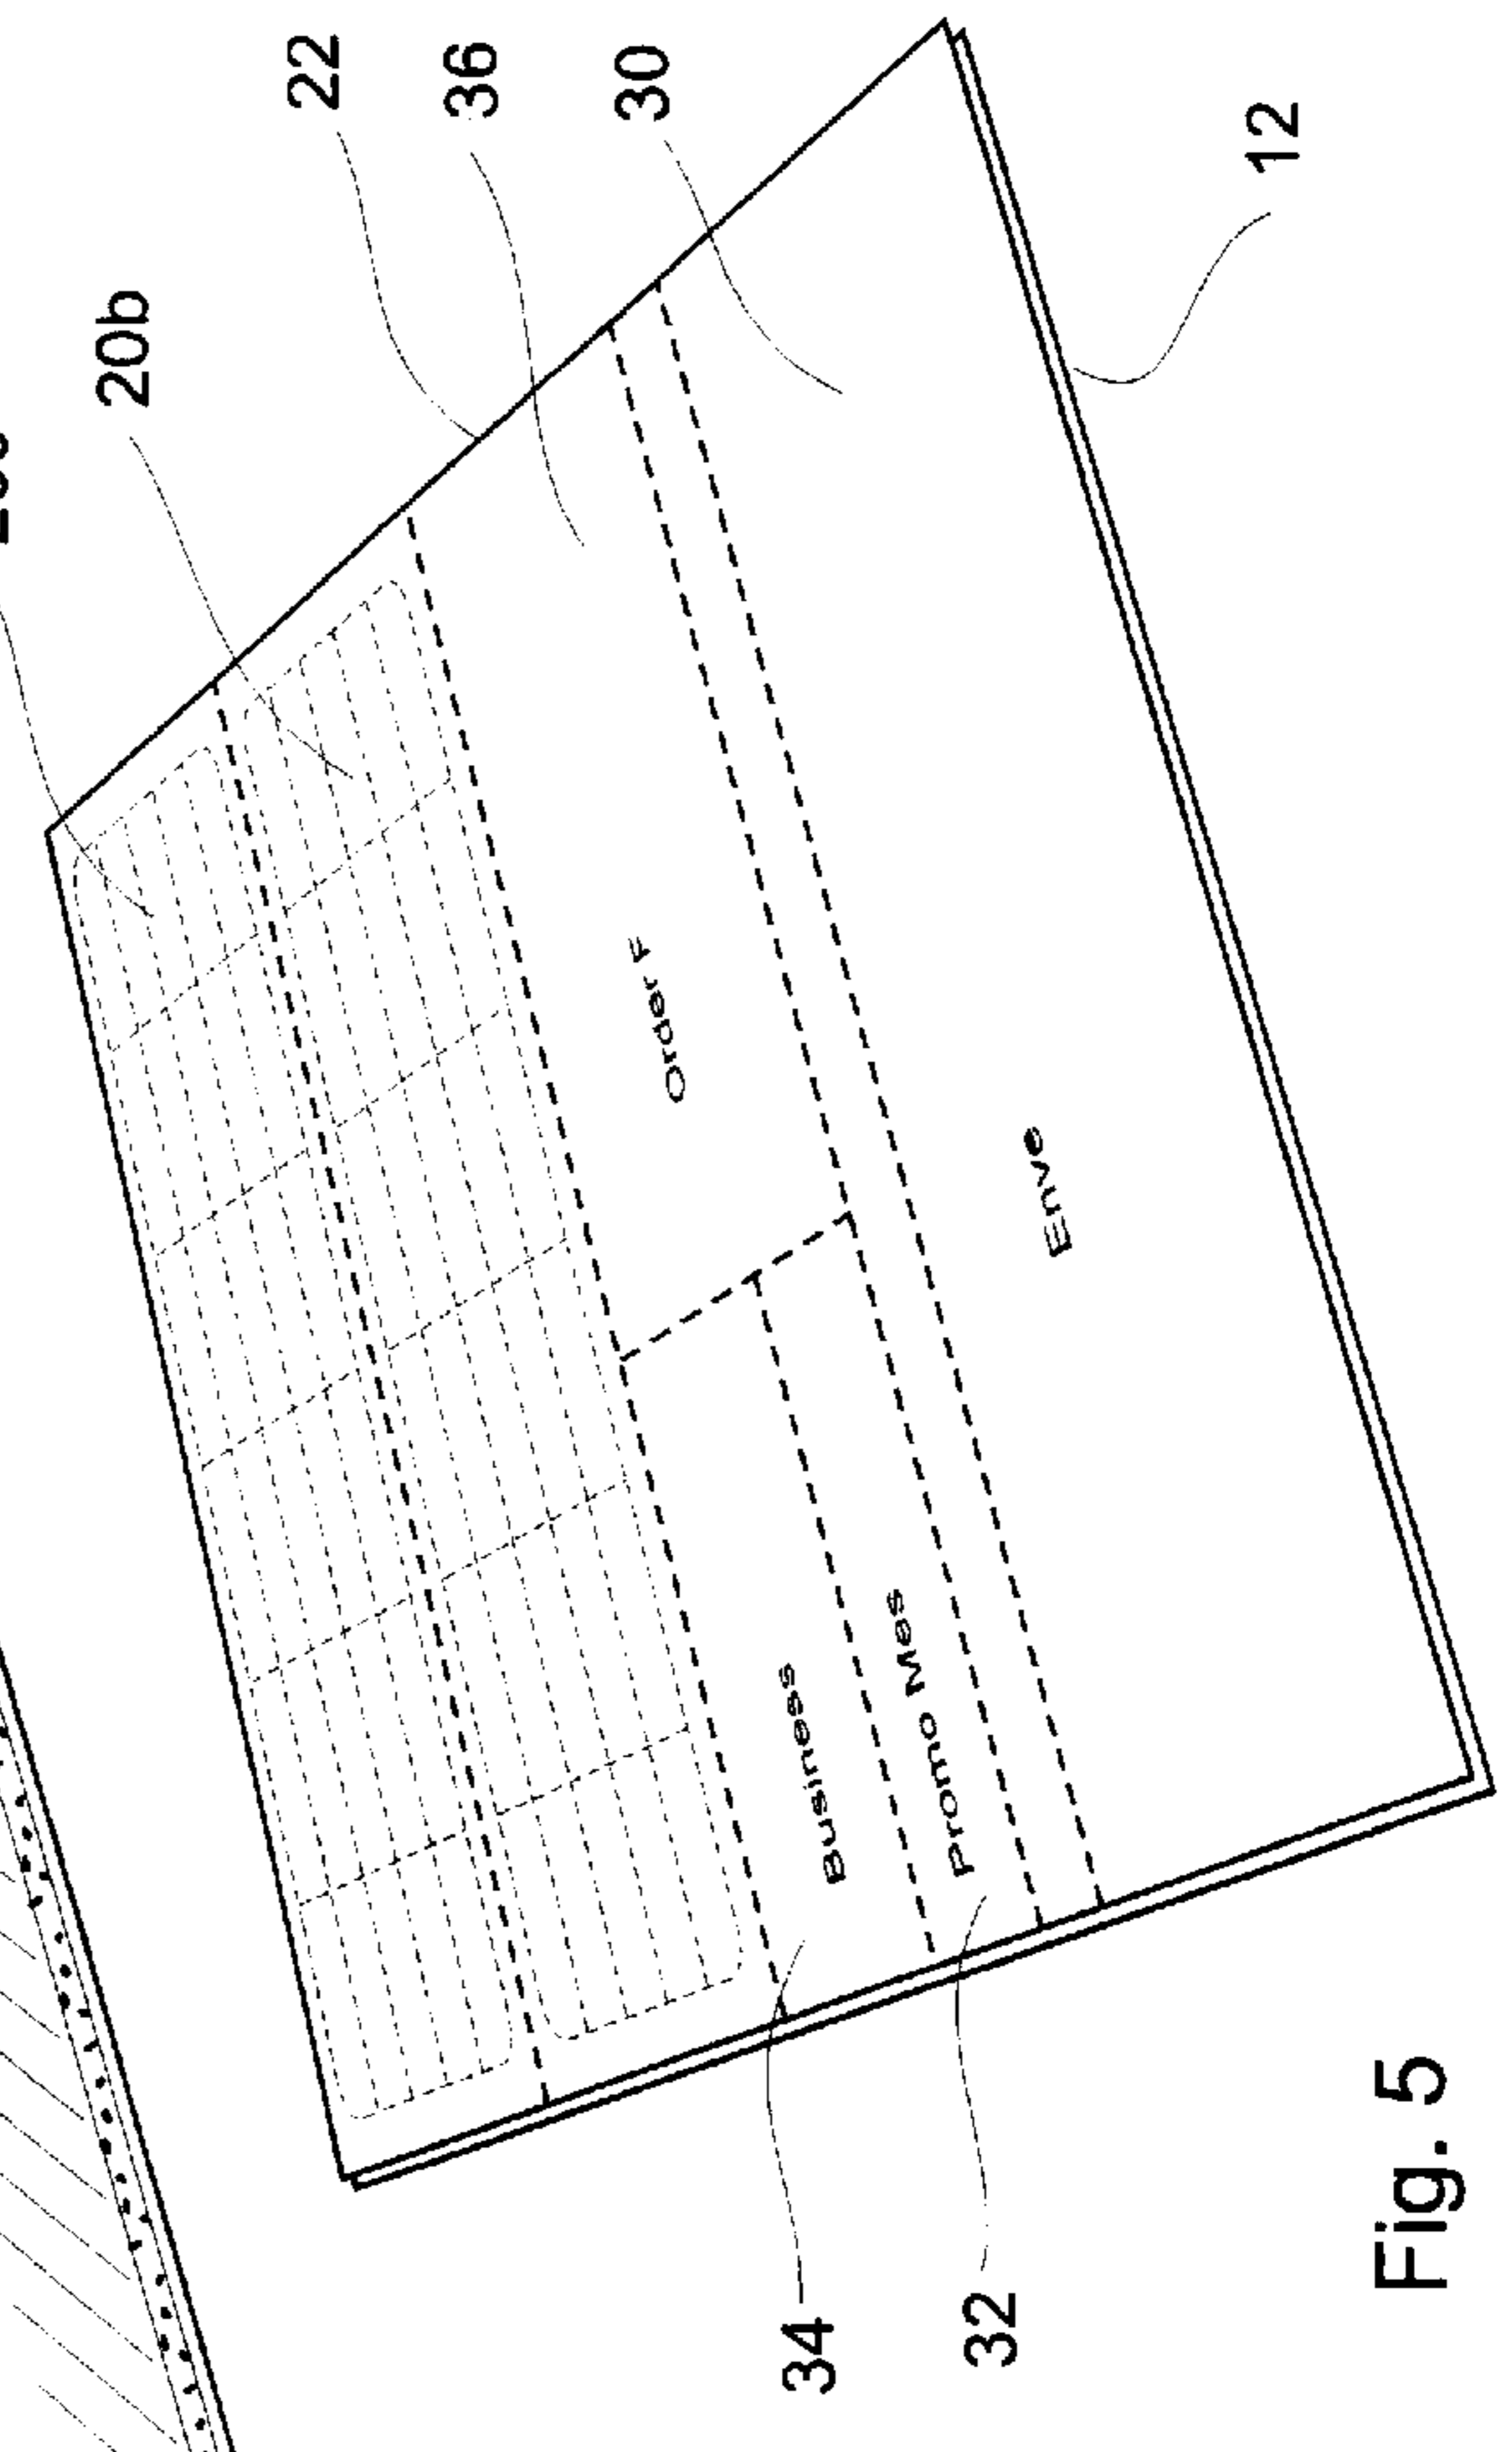 22
36
30
20b
12
Order F
Enve
Business
Promo Mes
34
32
Fig. 5